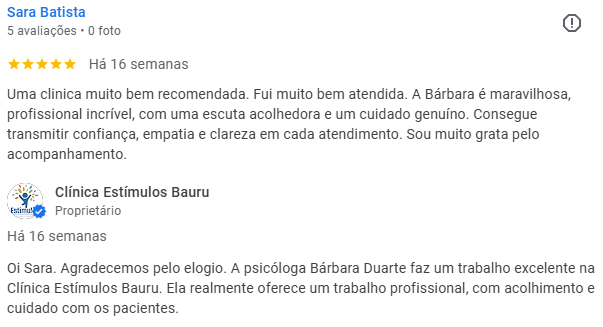 Sara Batista
5 avaliações • 0 foto
Há 16 semanas
Uma clinica muito bem recomendada. Fui muito bem atendida. A Bárbara é maravilhosa,
profissional incrível, com uma escuta acolhedora e um cuidado genuíno. Consegue
transmitir confiança, empatia e clareza em cada atendimento. Sou muito grata pelo
acompanhamento.
Estímulos
Clínica Estímulos Bauru
Proprietário
Há 16 semanas
Oi Sara. Agradecemos pelo elogio. A psicóloga Bárbara Duarte faz um trabalho excelente na
Clínica Estímulos Bauru. Ela realmente oferece um trabalho profissional, com acolhimento e
cuidado com os pacientes.